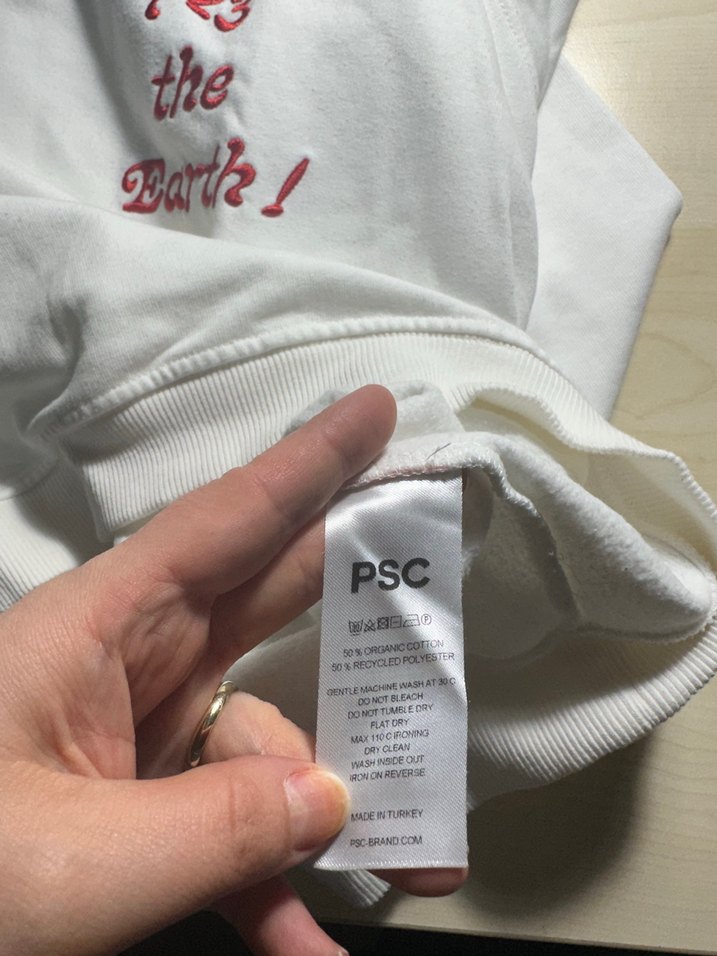 the
Earth!
PSC
50 % ORGANIC COTTON
50 % RECYCLED POLYESTER
GENTLE MACHINE WASH AT 30 C
DO NOT BLEACH
DO NOT TUMBLE DRY
FLAT DRY
MAX 110 C IRONING
DRY CLEAN
WASH INSIDE OUT
IRON ON REVERSE
MADE IN TURKEY
PSC-BRAND.COM